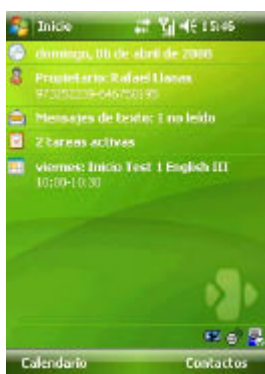 Inicio 15:46
domingo, 06 de abril de 2008
Propietario: Rafael Llanas
Mensajes de texto: 1 no leído
2 tareas activas
viernes: Inicio Test 1 English III
10:00-10:30
Calendario Contactos